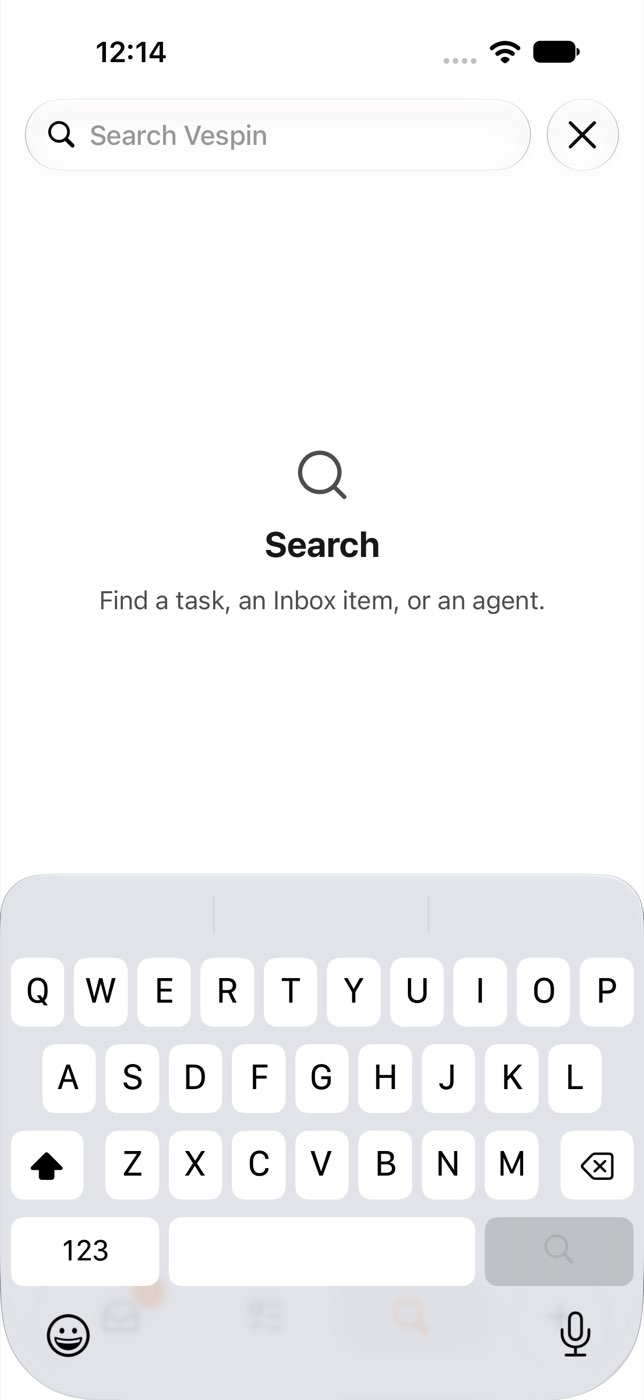 12:14
Search Vespin
Search
Find a task, an Inbox item, or an agent.
Q W E R T Y U I O P
A S D F G H J K L
Z X C V B N M
123